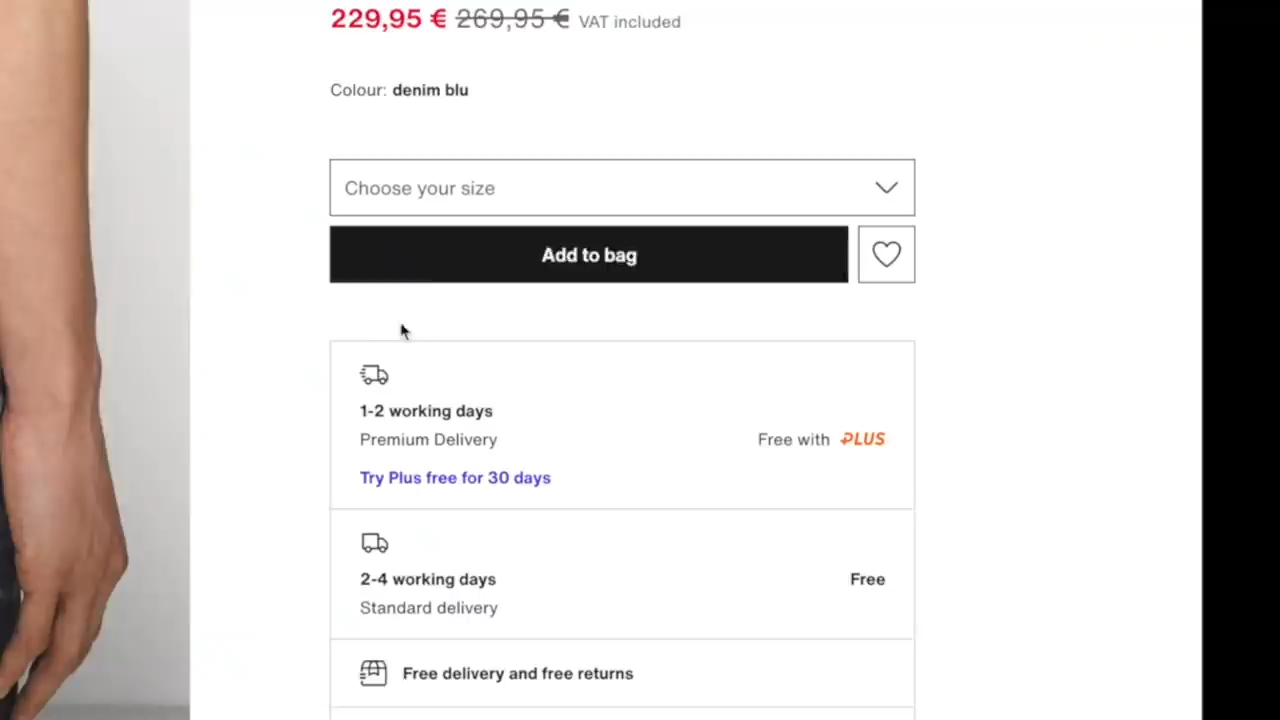 229,95 € 269,95 € VAT included
Colour: denim blu
Choose your size
Add to bag
1-2 working days
Premium Delivery Free with PLUS
Try Plus free for 30 days
2-4 working days Free
Standard delivery
Free delivery and free returns